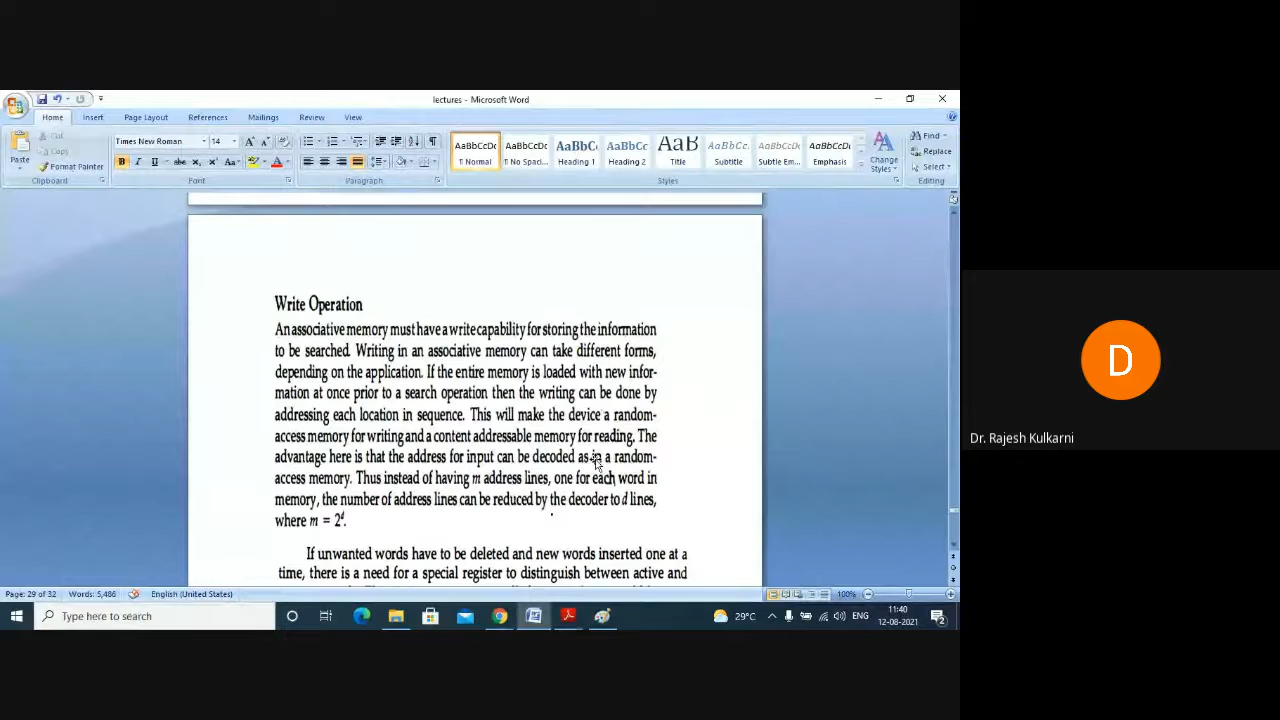 lectures - Microsoft Word
Home Insert Page Layout References Mailings Review View
Paste
Cut
Copy
Format Painter
Clipboard
Times New Roman 14
Font
Paragraph
AaBbCcDc AaBbCcDc AaBbC AaBbCc AaB AaBbCc. AaBbCcDi AaBbCcDi
¶ Normal ¶ No Spaci... Heading 1 Heading 2 Title Subtitle Subtle Em... Emphasis
Change Styles
Styles
Find
Replace
Select
Editing
Write Operation
An associative memory must have a write capability for storing the information
to be searched. Writing in an associative memory can take different forms,
depending on the application. If the entire memory is loaded with new infor-
mation at once prior to a search operation then the writing can be done by
addressing each location in sequence. This will make the device a random-
access memory for writing and a content addressable memory for reading. The
advantage here is that the address for input can be decoded as in a random-
access memory. Thus instead of having m address lines, one for each word in
memory, the number of address lines can be reduced by the decoder to d lines,
where m = 2ᵈ.
If unwanted words have to be deleted and new words inserted one at a
time, there is a need for a special register to distinguish between active and
Page: 29 of 32 Words: 5,486 English (United States) 100%
Type here to search
29°C ENG
11:40
12-08-2021
2
D
Dr. Rajesh Kulkarni